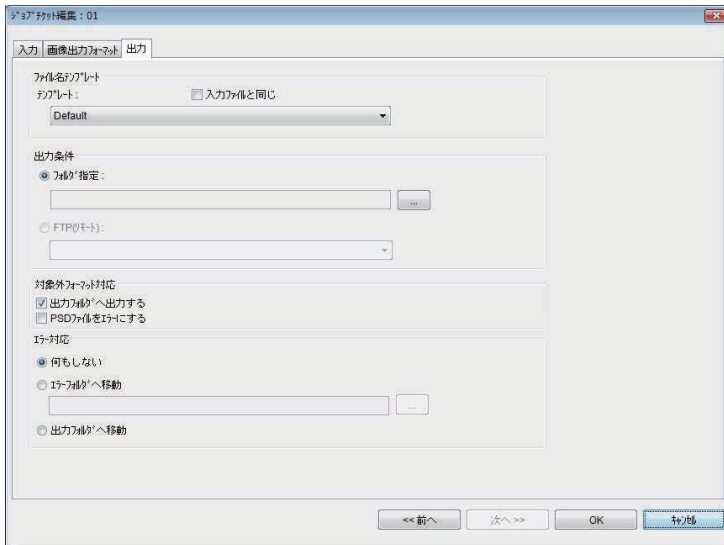 ｼﾞｮﾌﾞﾁｹｯﾄ編集：01
入力 画像出力ﾌｫｰﾏｯﾄ 出力
ﾌｧｲﾙ名ﾃﾝﾌﾟﾚｰﾄ
ﾃﾝﾌﾟﾚｰﾄ： 入力ﾌｧｲﾙと同じ
Default
出力条件
ﾌｫﾙﾀﾞ指定：
...
FTP(ﾘﾓｰﾄ)：
対象外ﾌｫｰﾏｯﾄ対応
出力ﾌｫﾙﾀﾞへ出力する
PSDﾌｧｲﾙをｴﾗｰにする
ｴﾗｰ対応
何もしない
ｴﾗｰﾌｫﾙﾀﾞへ移動
...
出力ﾌｫﾙﾀﾞへ移動
<<前へ 次へ>> OK ｷｬﾝｾﾙ